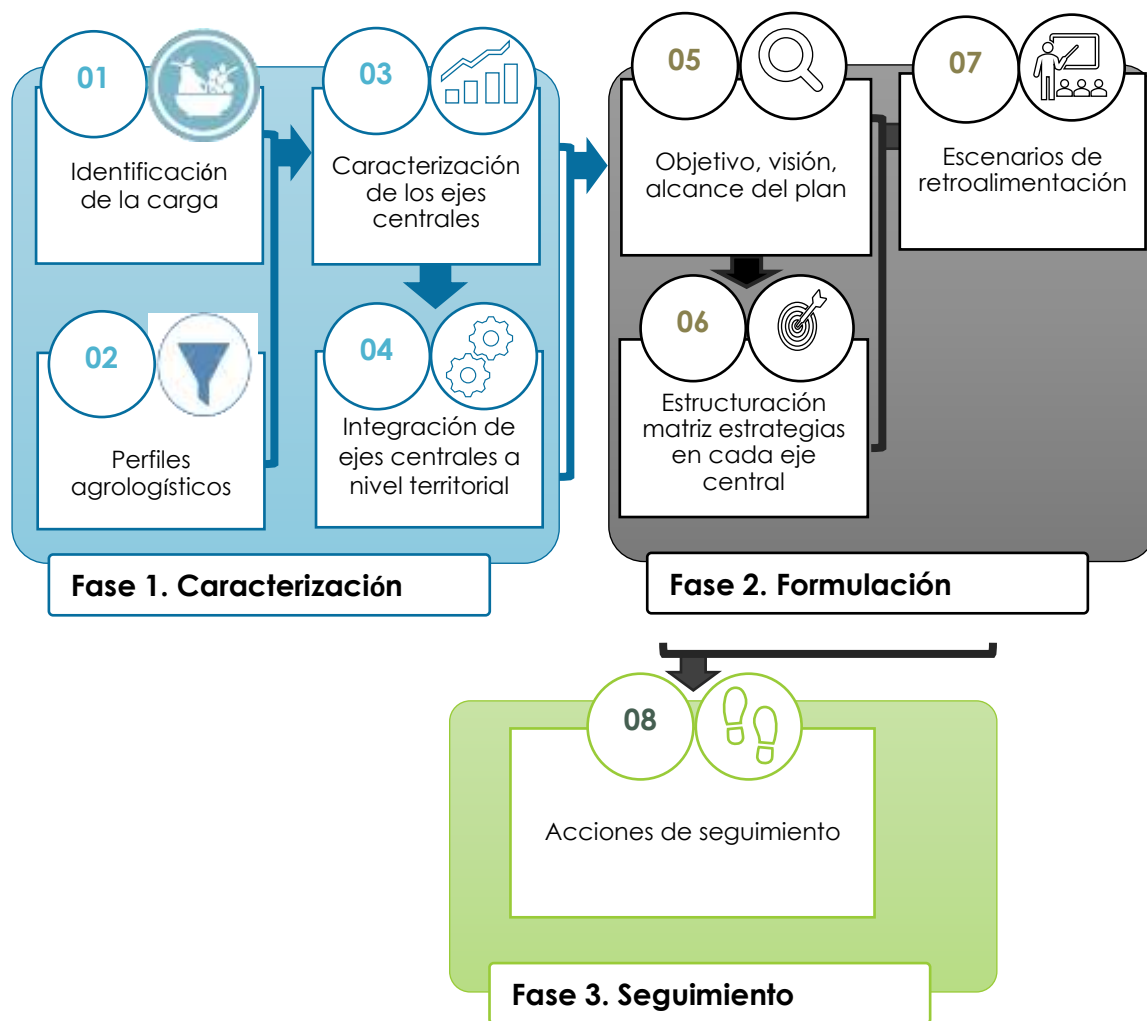 01
Identificación
de la carga
02
Perfiles
agrologísticos
03
Caracterización
de los ejes
centrales
04
Integración de
ejes centrales a
nivel territorial
Fase 1. Caracterización
05
Objetivo, visión,
alcance del plan
06
Estructuración
matriz estrategias
en cada eje
central
07
Escenarios de
retroalimentación
Fase 2. Formulación
08
Acciones de seguimiento
Fase 3. Seguimiento